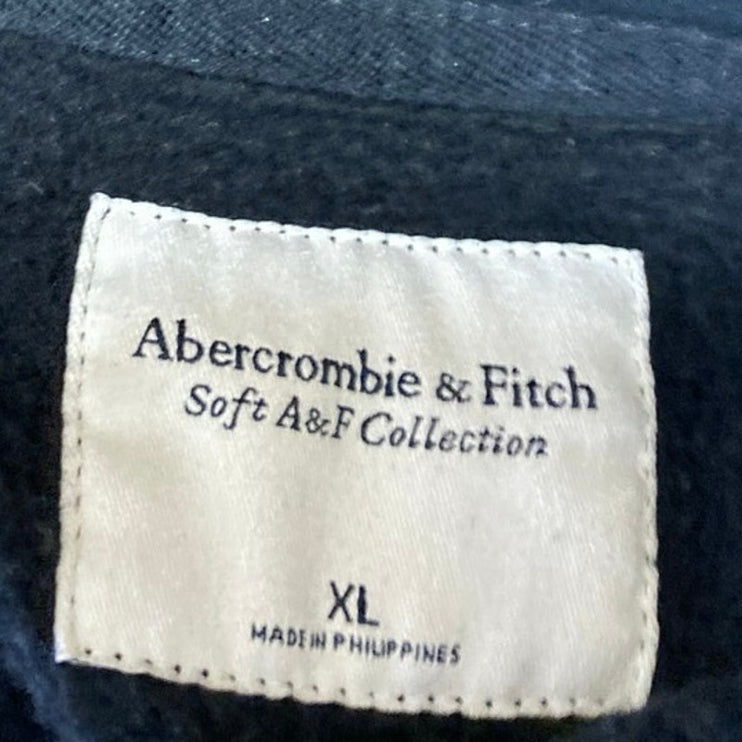 Abercrombie & Fitch
Soft A&F Collection
XL
MADE IN PHILIPPINES